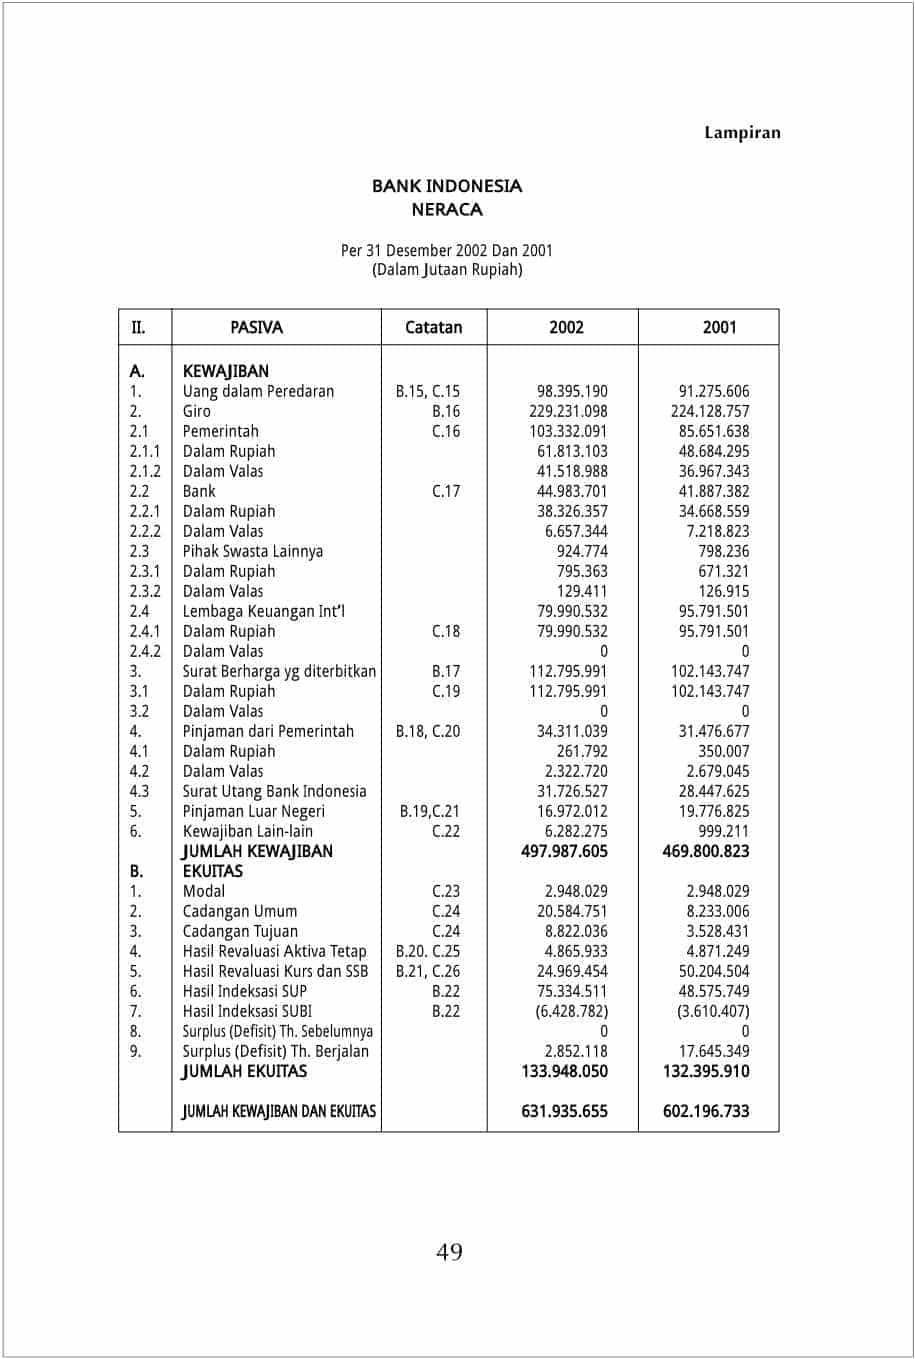 Lampiran
BANK INDONESIA
NERACA
Per 31 Desember 2002 Dan 2001
(Dalam Jutaan Rupiah)
II. PASIVA Catatan 2002 2001
A. KEWAJIBAN
1. Uang dalam Peredaran B.15, C.15 98.395.190 91.275.606
2. Giro B.16 229.231.098 224.128.757
2.1 Pemerintah C.16 103.332.091 85.651.638
2.1.1 Dalam Rupiah 61.813.103 48.684.295
2.1.2 Dalam Valas 41.518.988 36.967.343
2.2 Bank C.17 44.983.701 41.887.382
2.2.1 Dalam Rupiah 38.326.357 34.668.559
2.2.2 Dalam Valas 6.657.344 7.218.823
2.3 Pihak Swasta Lainnya 924.774 798.236
2.3.1 Dalam Rupiah 795.363 671.321
2.3.2 Dalam Valas 129.411 126.915
2.4 Lembaga Keuangan Int'l 79.990.532 95.791.501
2.4.1 Dalam Rupiah C.18 79.990.532 95.791.501
2.4.2 Dalam Valas 0 0
3. Surat Berharga yg diterbitkan B.17 112.795.991 102.143.747
3.1 Dalam Rupiah C.19 112.795.991 102.143.747
3.2 Dalam Valas 0 0
4. Pinjaman dari Pemerintah B.18, C.20 34.311.039 31.476.677
4.1 Dalam Rupiah 261.792 350.007
4.2 Dalam Valas 2.322.720 2.679.045
4.3 Surat Utang Bank Indonesia 31.726.527 28.447.625
5. Pinjaman Luar Negeri B.19,C.21 16.972.012 19.776.825
6. Kewajiban Lain-lain C.22 6.282.275 999.211
JUMLAH KEWAJIBAN 497.987.605 469.800.823
B. EKUITAS
1. Modal C.23 2.948.029 2.948.029
2. Cadangan Umum C.24 20.584.751 8.233.006
3. Cadangan Tujuan C.24 8.822.036 3.528.431
4. Hasil Revaluasi Aktiva Tetap B.20. C.25 4.865.933 4.871.249
5. Hasil Revaluasi Kurs dan SSB B.21, C.26 24.969.454 50.204.504
6. Hasil Indeksasi SUP B.22 75.334.511 48.575.749
7. Hasil Indeksasi SUBI B.22 (6.428.782) (3.610.407)
8. Surplus (Defisit) Th. Sebelumnya 0 0
9. Surplus (Defisit) Th. Berjalan 2.852.118 17.645.349
JUMLAH EKUITAS 133.948.050 132.395.910
JUMLAH KEWAJIBAN DAN EKUITAS 631.935.655 602.196.733
49